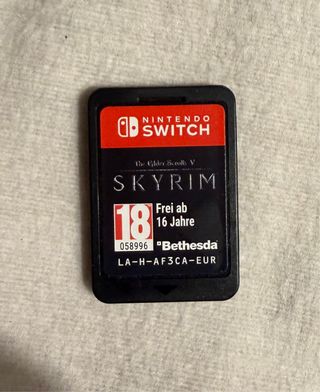 NINTENDO
SWITCH
The Elder Scrolls V
SKYRIM
18
058996
Frei ab
16 Jahre
Bethesda
LA-H-AF3CA-EUR